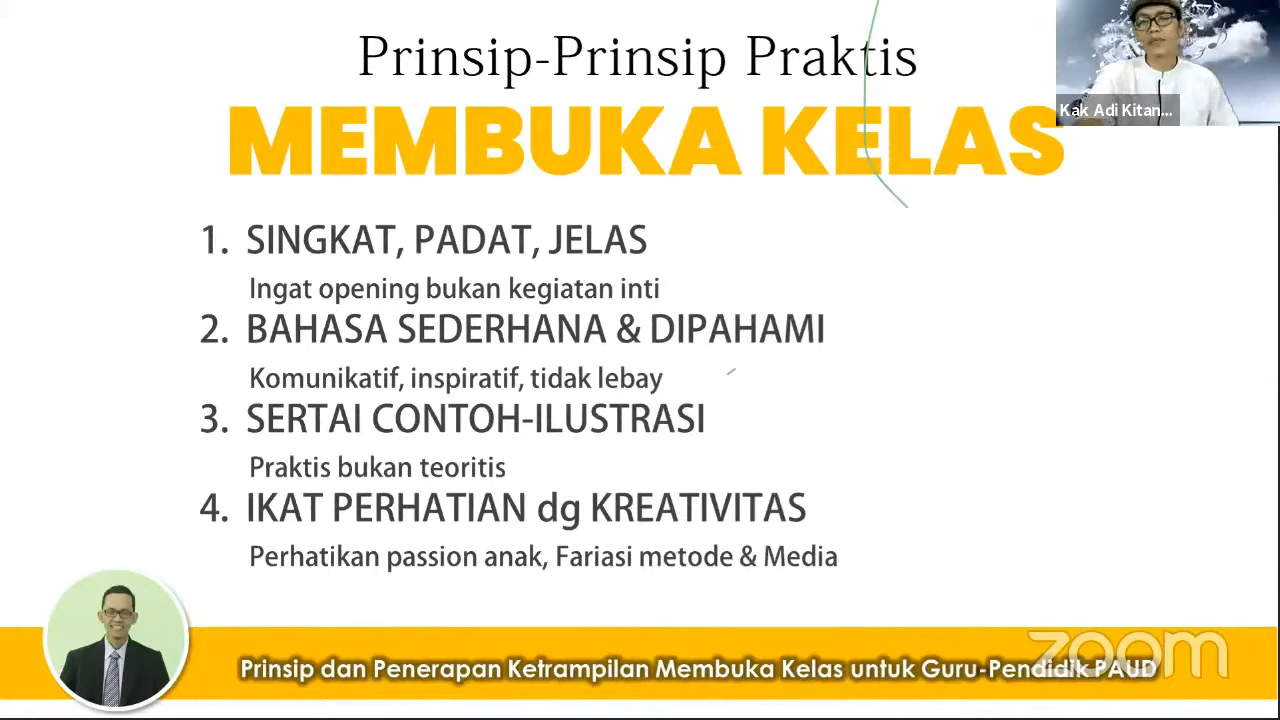 Prinsip-Prinsip Praktis
MEMBUKA KELAS
Kak Adi Kitan...
1. SINGKAT, PADAT, JELAS
Ingat opening bukan kegiatan inti
2. BAHASA SEDERHANA & DIPAHAMI
Komunikatif, inspiratif, tidak lebay
3. SERTAI CONTOH-ILUSTRASI
Praktis bukan teoritis
4. IKAT PERHATIAN dg KREATIVITAS
Perhatikan passion anak, Fariasi metode & Media
Prinsip dan Penerapan Ketrampilan Membuka Kelas untuk Guru-Pendidik PAUD
zoom